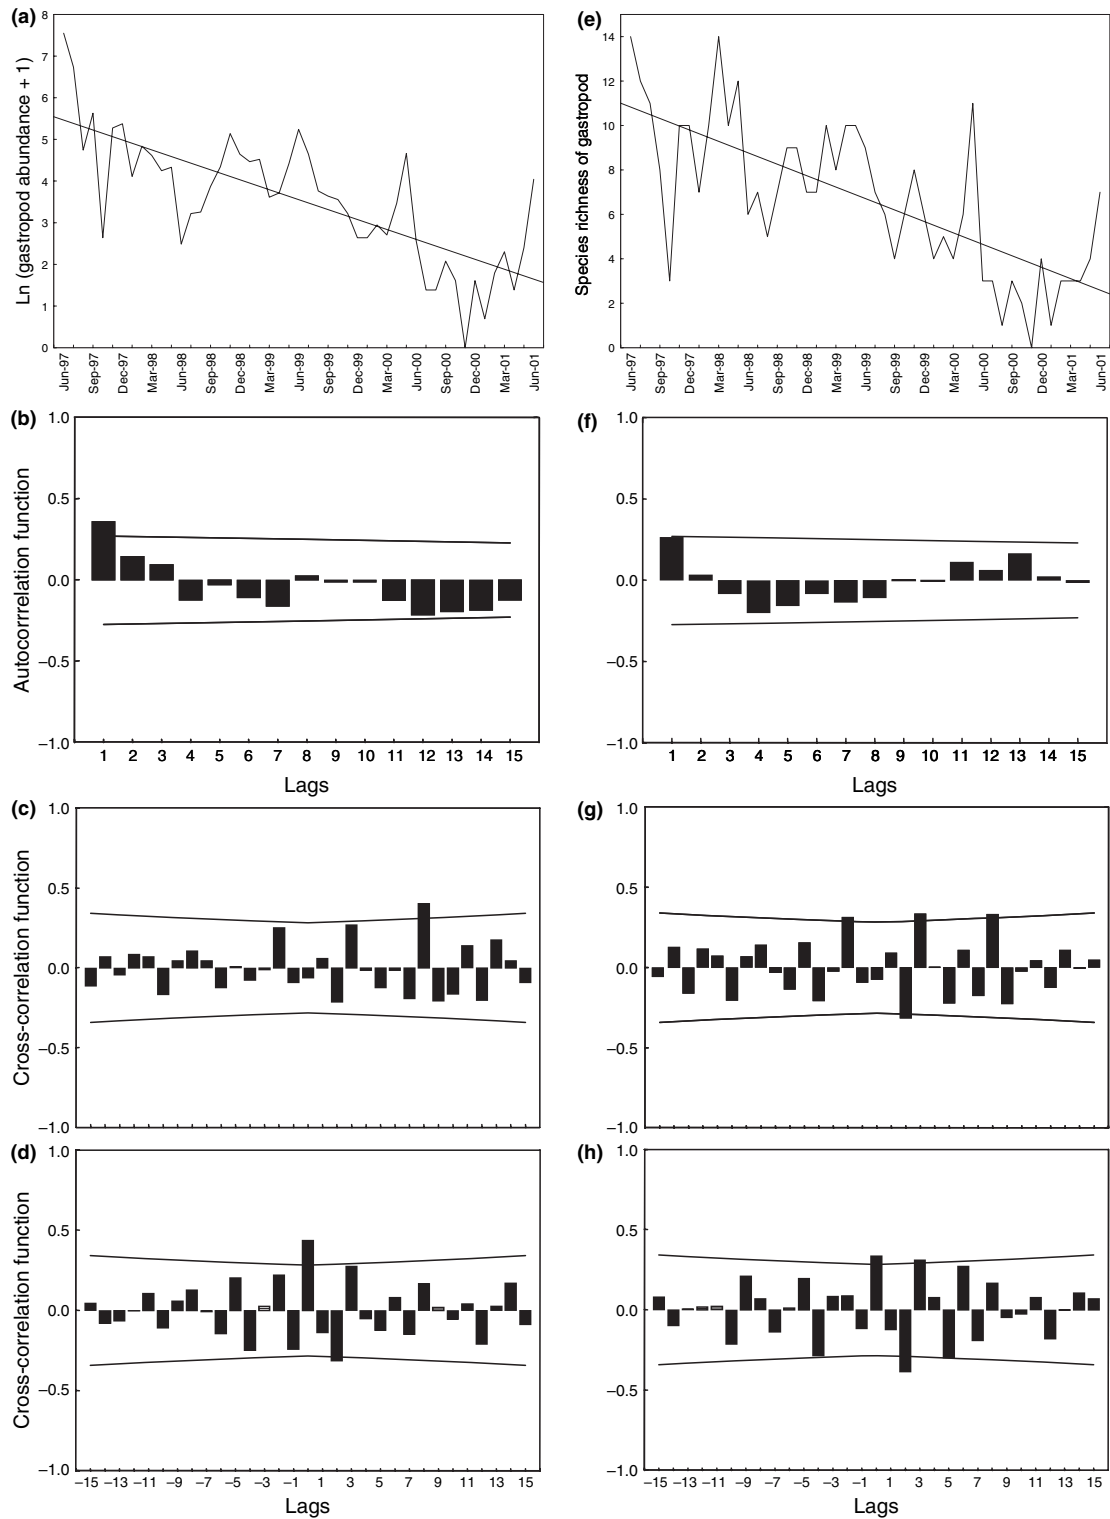 (a)
Ln (gastropod abundance + 1)
8
7
6
5
4
3
2
1
0
Jun-97
Sep-97
Dec-97
Mar-98
Jun-98
Sep-98
Dec-98
Mar-99
Jun-99
Sep-99
Dec-99
Mar-00
Jun-00
Sep-00
Dec-00
Mar-01
Jun-01
(e)
Species richness of gastropod
14
12
10
8
6
4
2
0
Jun-97
Sep-97
Dec-97
Mar-98
Jun-98
Sep-98
Dec-98
Mar-99
Jun-99
Sep-99
Dec-99
Mar-00
Jun-00
Sep-00
Dec-00
Mar-01
Jun-01
(b)
Autocorrrelation function
1.0
0.5
0.0
–0.5
–1.0
1 2 3 4 5 6 7 8 9 10 11 12 13 14 15
Lags
(f)
1.0
0.5
0.0
–0.5
–1.0
1 2 3 4 5 6 7 8 9 10 11 12 13 14 15
Lags
(c)
Cross-correlation function
1.0
0.5
0.0
–0.5
–1.0
(g)
1.0
0.5
0.0
–0.5
–1.0
(d)
Cross-correlation function
1.0
0.5
0.0
–0.5
–1.0
–15 –13 –11 –9 –7 –5 –3 –1 1 3 5 7 9 11 13 15
Lags
(h)
1.0
0.5
0.0
–0.5
–1.0
–15 –13 –11 –9 –7 –5 –3 –1 1 3 5 7 9 11 13 15
Lags